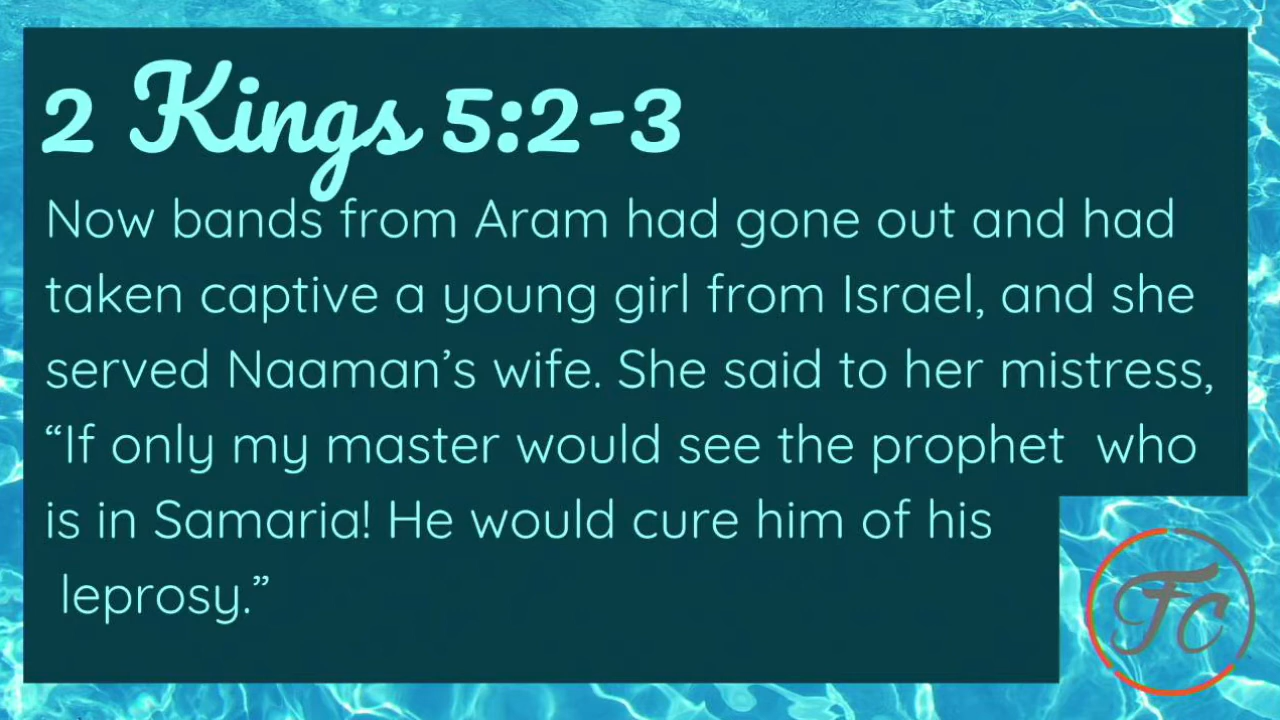 2 Kings 5:2-3
Now bands from Aram had gone out and had
taken captive a young girl from Israel, and she
served Naaman’s wife. She said to her mistress,
“If only my master would see the prophet  who
is in Samaria! He would cure him of his
leprosy.”
Fc